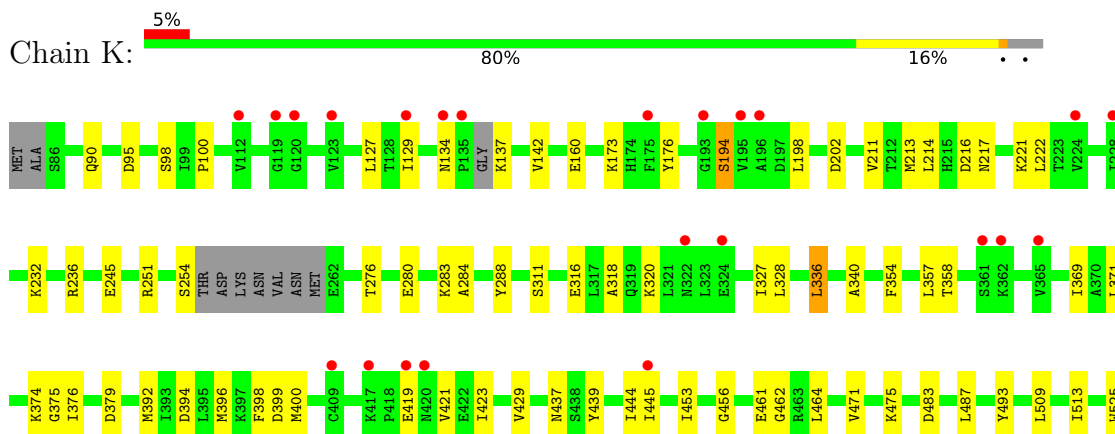 5%
Chain K:
80% 16% • •
MET ALA S86 Q90 D95 S98 I99 P100 V112 G119 G120 V123 L127 T128 I129 N134 P135 GLY K137 V142 E160 K173 H174 F175 Y176 G193 S194 V195 A196 D197 L198 D202 V211 T212 M213 L214 H215 D216 N217 K221 L222 T223 V224
K232 R236 E245 R251 S254 THR ASP LYS ASN VAL ASN MET E262 T276 E280 K283 A284 Y288 S311 E316 L317 A318 Q319 K320 L321 N322 L323 E324 I327 L328 L336 A340 F354 L357 T358 S361 K362 V365 I369 A370 L371
K374 G375 I376 D379 M392 I393 D394 L395 M396 K397 F398 D399 M400 C409 K417 P418 E419 N420 V421 E422 I423 V429 N437 S438 Y439 I444 I445 I453 G456 E461 G462 R463 L464 V471 K475 D483 L487 Y493 L509 I513